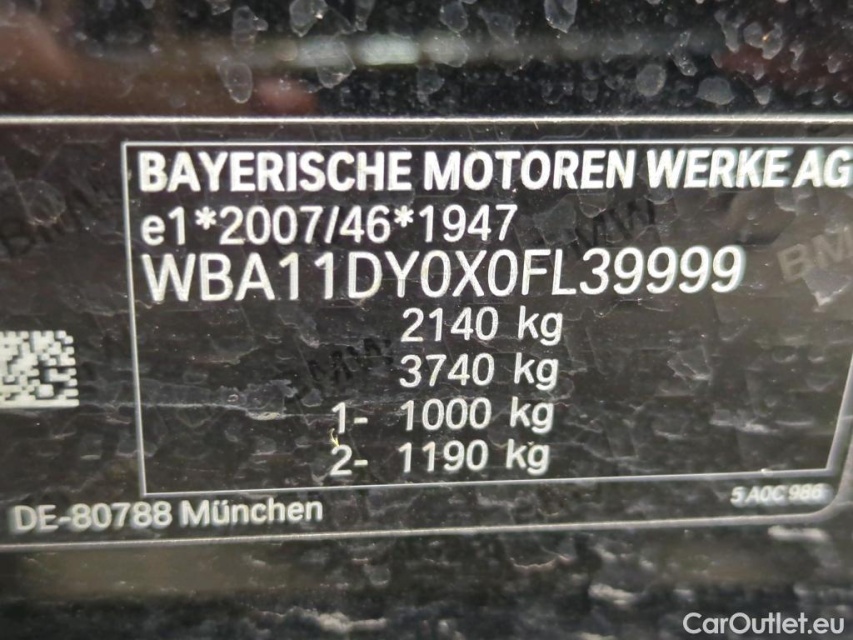 BAYERISCHE MOTOREN WERKE AG
e1*2007/46*1947
WBA11DY0X0FL39999
2140 kg
3740 kg
1- 1000 kg
2- 1190 kg
5 A0C 986
DE-80788 München
CarOutlet.eu